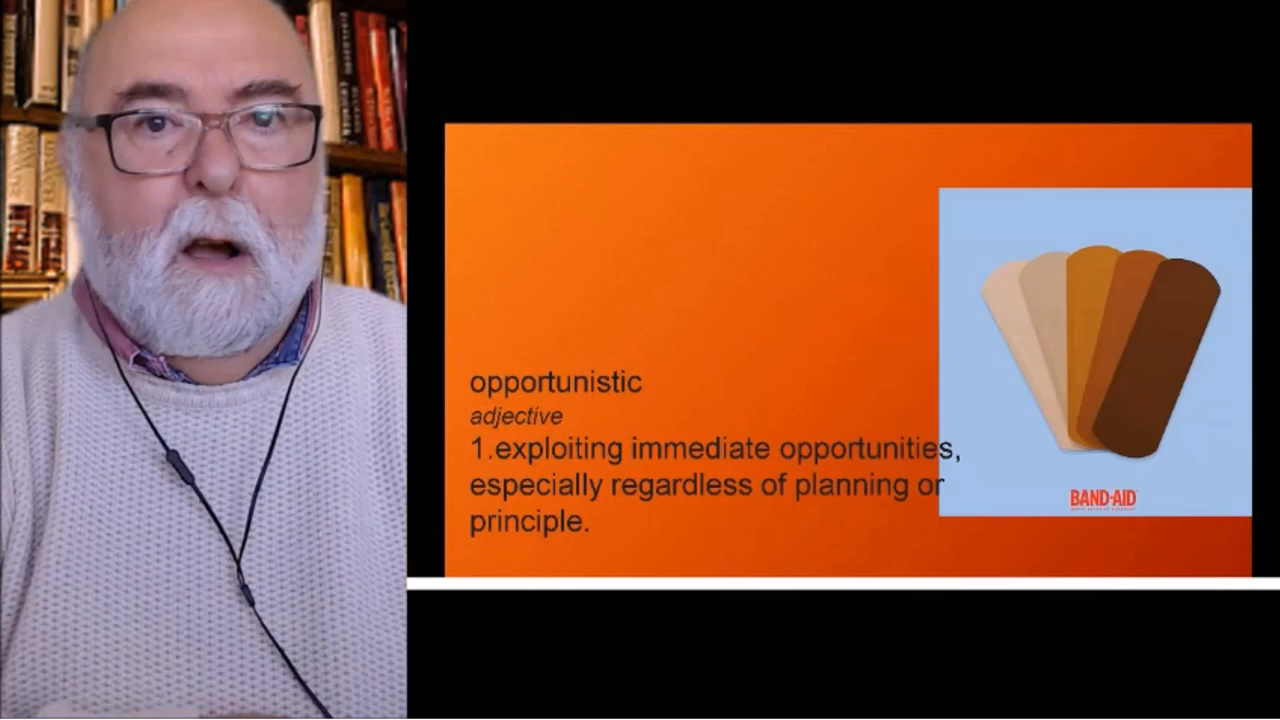 opportunistic
adjective
1.exploiting immediate opportunities,
especially regardless of planning or
principle.
BAND-AID